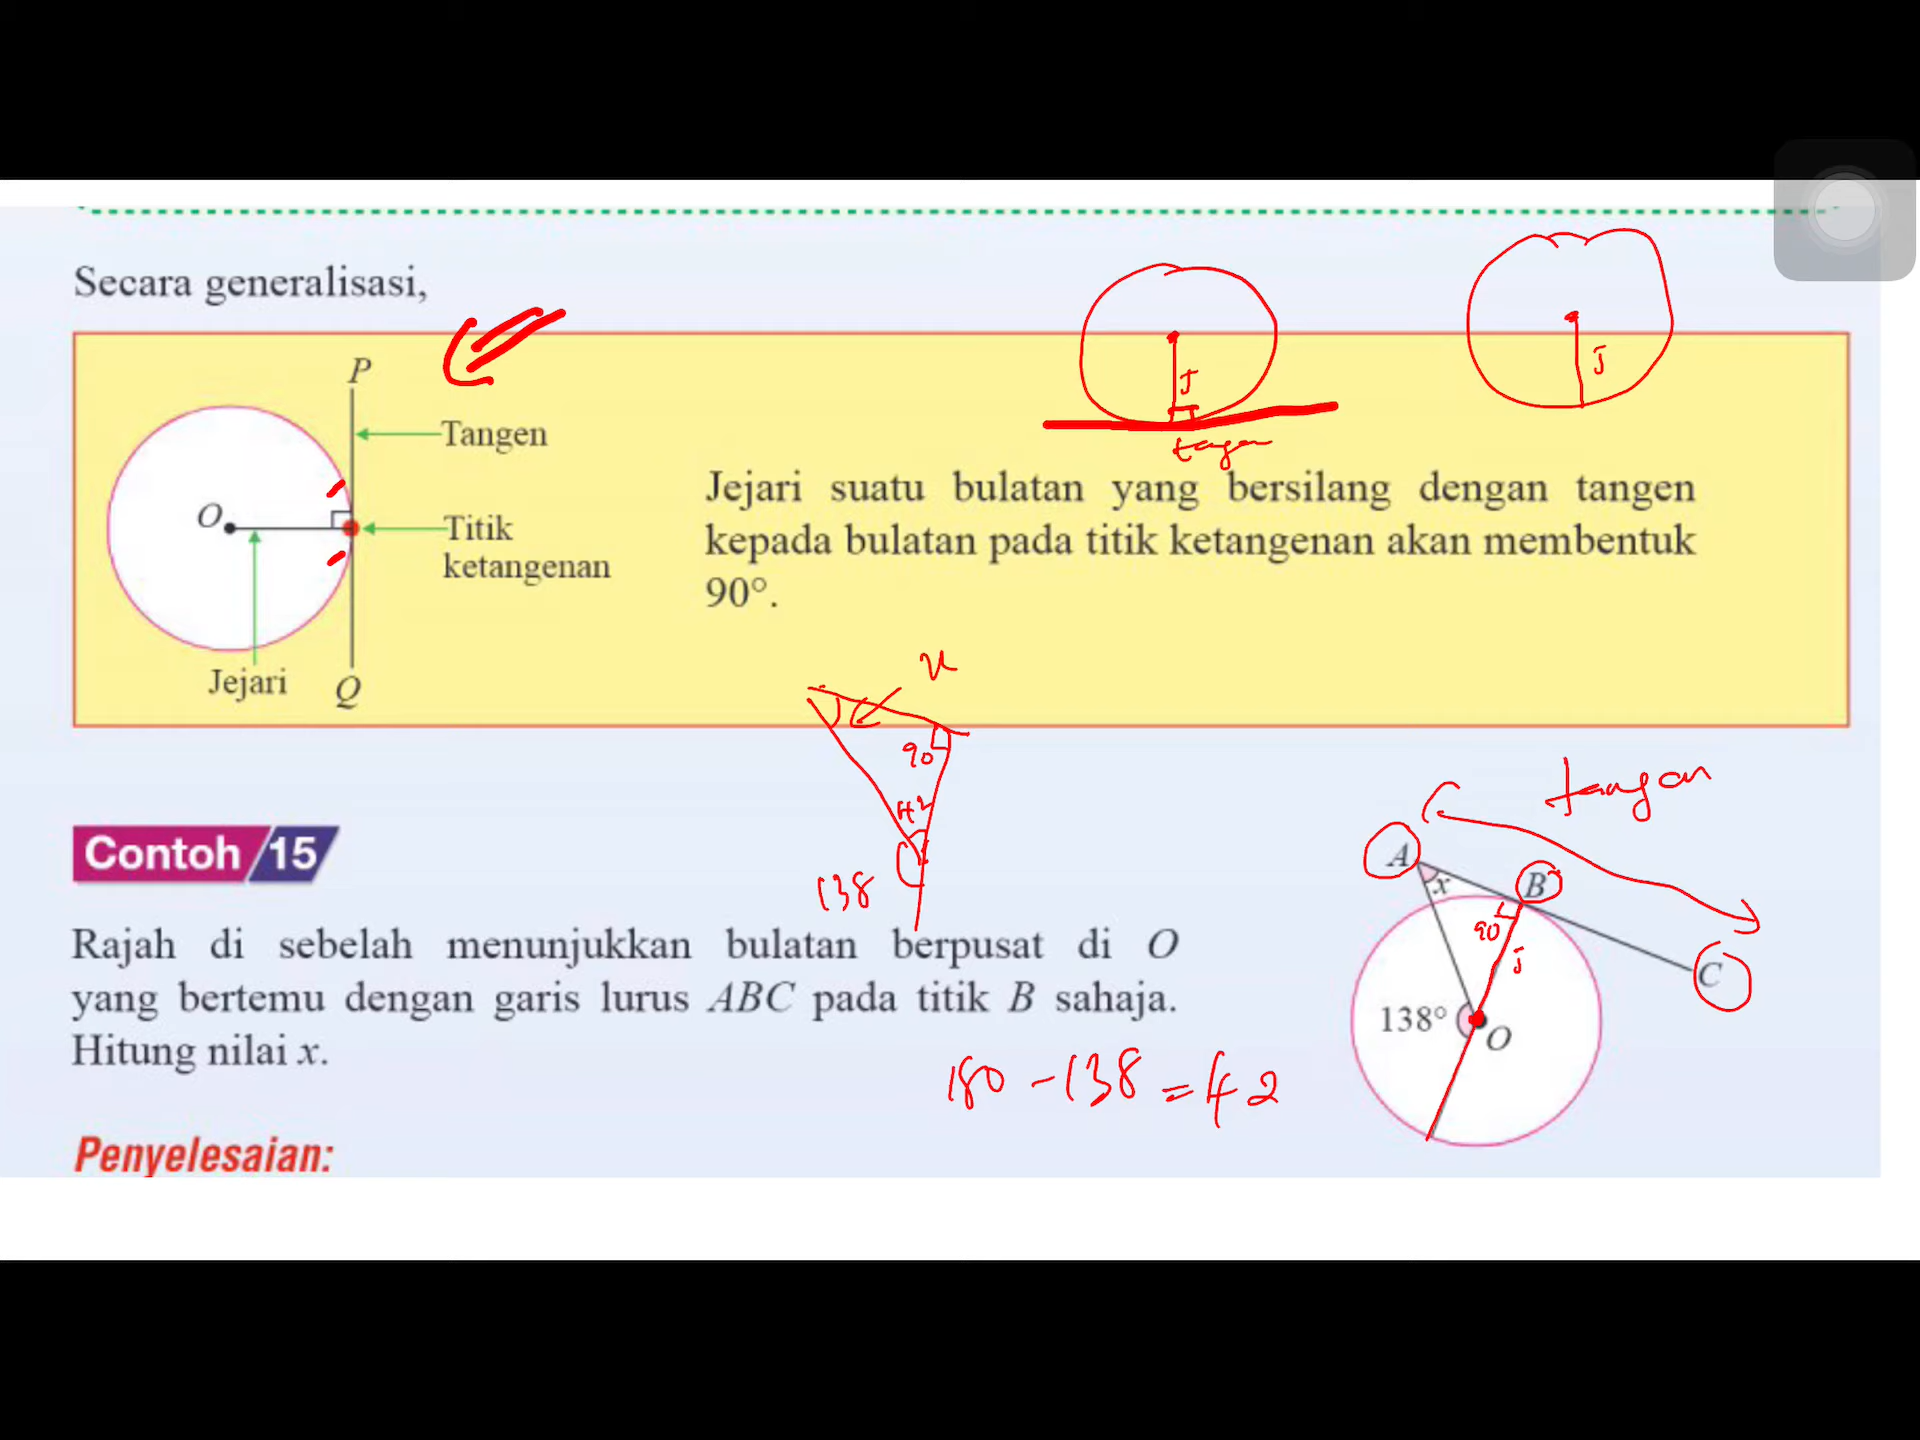 Secara generalisasi,
P
Tangen
O
Titik
ketangenan
Jejari
Q
J
J
tangen
Jejari suatu bulatan yang bersilang dengan tangen
kepada bulatan pada titik ketangenan akan membentuk
90°.
x
90
42
138
Contoh 15
Rajah di sebelah menunjukkan bulatan berpusat di O
yang bertemu dengan garis lurus ABC pada titik B sahaja.
Hitung nilai x.
180 - 138 = 42
tangen
A
x
B
90
J
C
138°
O
Penyelesaian: